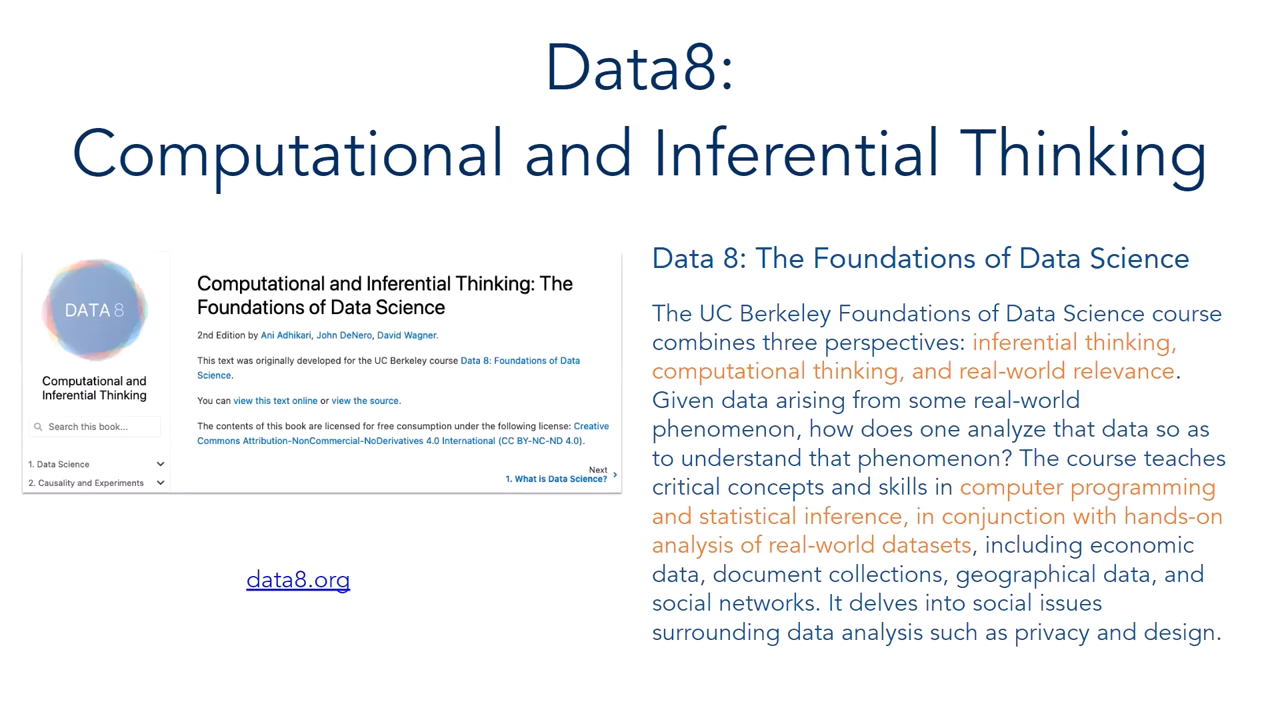 Data8:
Computational and Inferential Thinking
DATA 8
Computational and
Inferential Thinking
Search this book...
1. Data Science
2. Causality and Experiments
Computational and Inferential Thinking: The
Foundations of Data Science
2nd Edition by Ani Adhikari, John DeNero, David Wagner.
This text was originally developed for the UC Berkeley course Data 8: Foundations of Data
Science.
You can view this text online or view the source.
The contents of this book are licensed for free consumption under the following license: Creative
Commons Attribution-NonCommercial-NoDerivatives 4.0 International (CC BY-NC-ND 4.0).
Next
1. What is Data Science?
data8.org
Data 8: The Foundations of Data Science
The UC Berkeley Foundations of Data Science course
combines three perspectives: inferential thinking,
computational thinking, and real-world relevance.
Given data arising from some real-world
phenomenon, how does one analyze that data so as
to understand that phenomenon? The course teaches
critical concepts and skills in computer programming
and statistical inference, in conjunction with hands-on
analysis of real-world datasets, including economic
data, document collections, geographical data, and
social networks. It delves into social issues
surrounding data analysis such as privacy and design.